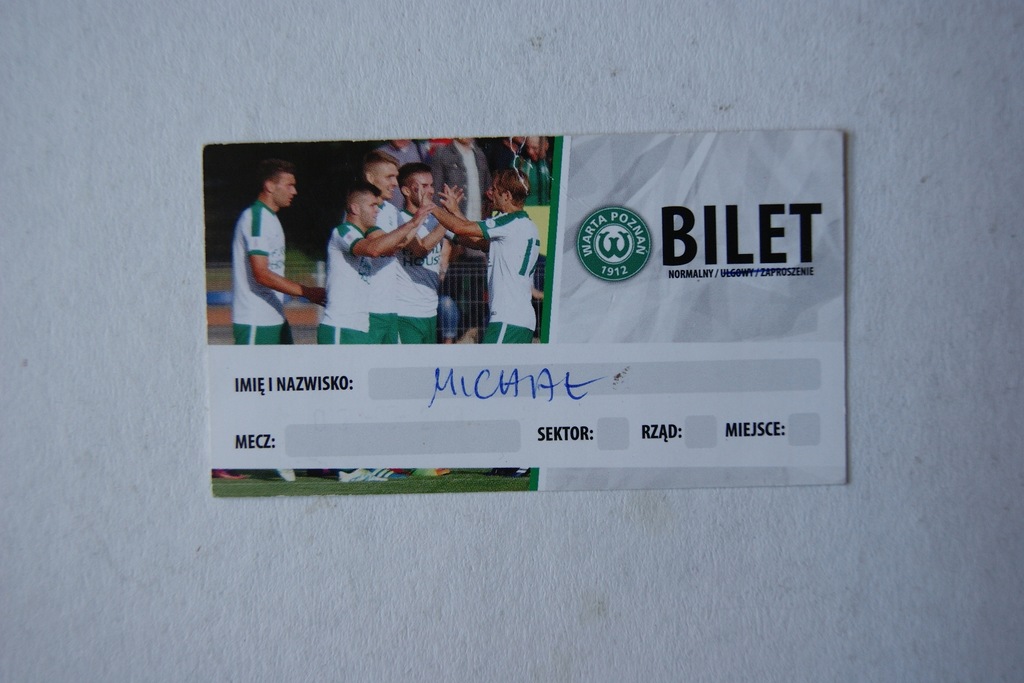 WARTA POZNAŃ
1912
BILET
NORMALNY / ULGOWY / ZAPROSZENIE
IMIĘ I NAZWISKO: MICHAŁ
MECZ:
SEKTOR: RZĄD: MIEJSCE: